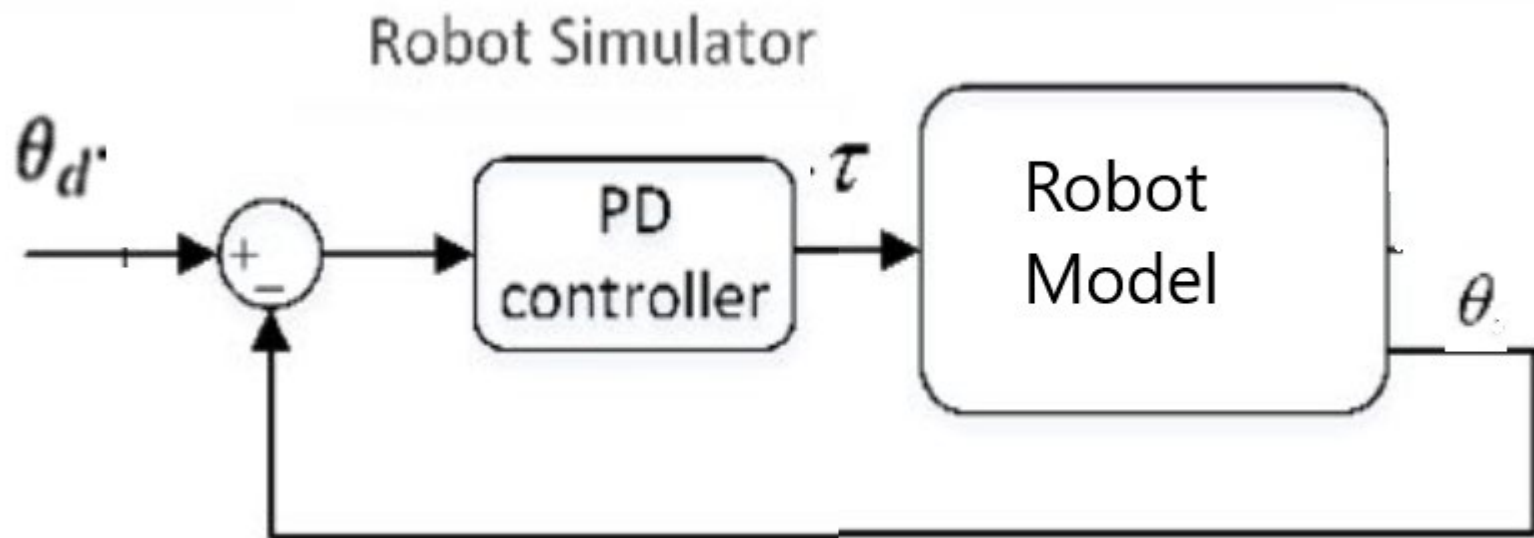 Robot Simulator
θd
+
−
PD
controller
τ
Robot
Model
θ